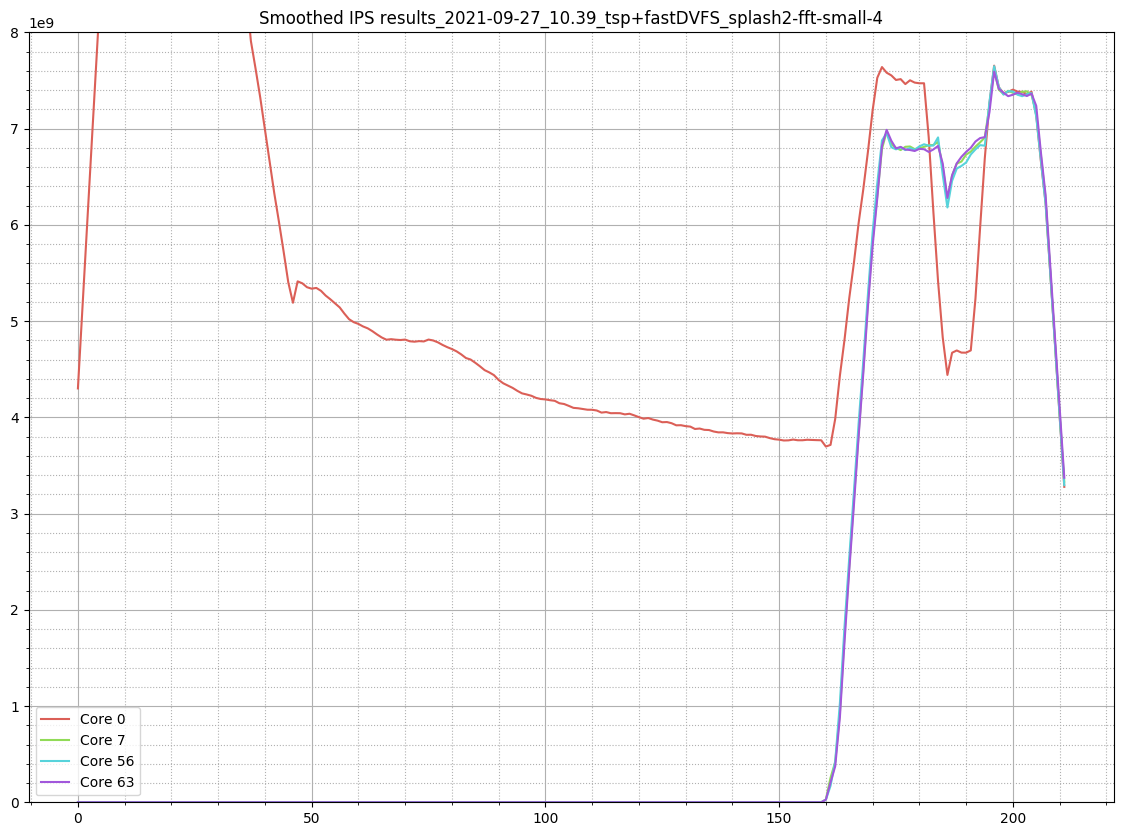 Smoothed IPS results_2021-09-27_10.39_tsp+fastDVFS_splash2-fft-small-4
1e9
8
7
6
5
4
3
2
1
0
Core 0
Core 7
Core 56
Core 63
0 50 100 150 200